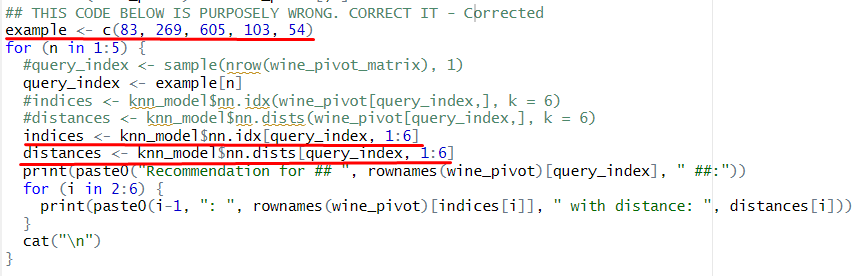 ## THIS CODE BELOW IS PURPOSELY WRONG. CORRECT IT - Corrected
example <- c(83, 269, 605, 103, 54)
for (n in 1:5) {
  #query_index <- sample(nrow(wine_pivot_matrix), 1)
  query_index <- example[n]
  #indices <- knn_model$nn.idx(wine_pivot[query_index,], k = 6)
  #distances <- knn_model$nn.dists(wine_pivot[query_index,], k = 6)
  indices <- knn_model$nn.idx[query_index, 1:6]
  distances <- knn_model$nn.dists[query_index, 1:6]
  print(paste0("Recommendation for ## ", rownames(wine_pivot)[query_index], " ##:"))
  for (i in 2:6) {
    print(paste0(i-1, ": ", rownames(wine_pivot)[indices[i]], " with distance: ", distances[i]))
  }
  cat("\n")
}